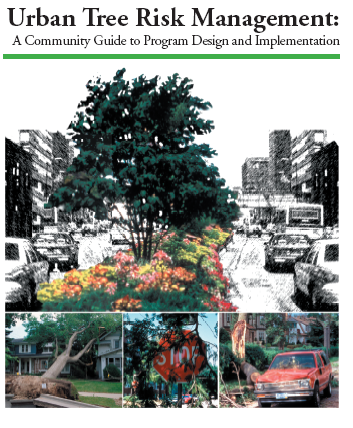 Urban Tree Risk Management:
A Community Guide to Program Design and Implementation
STOP